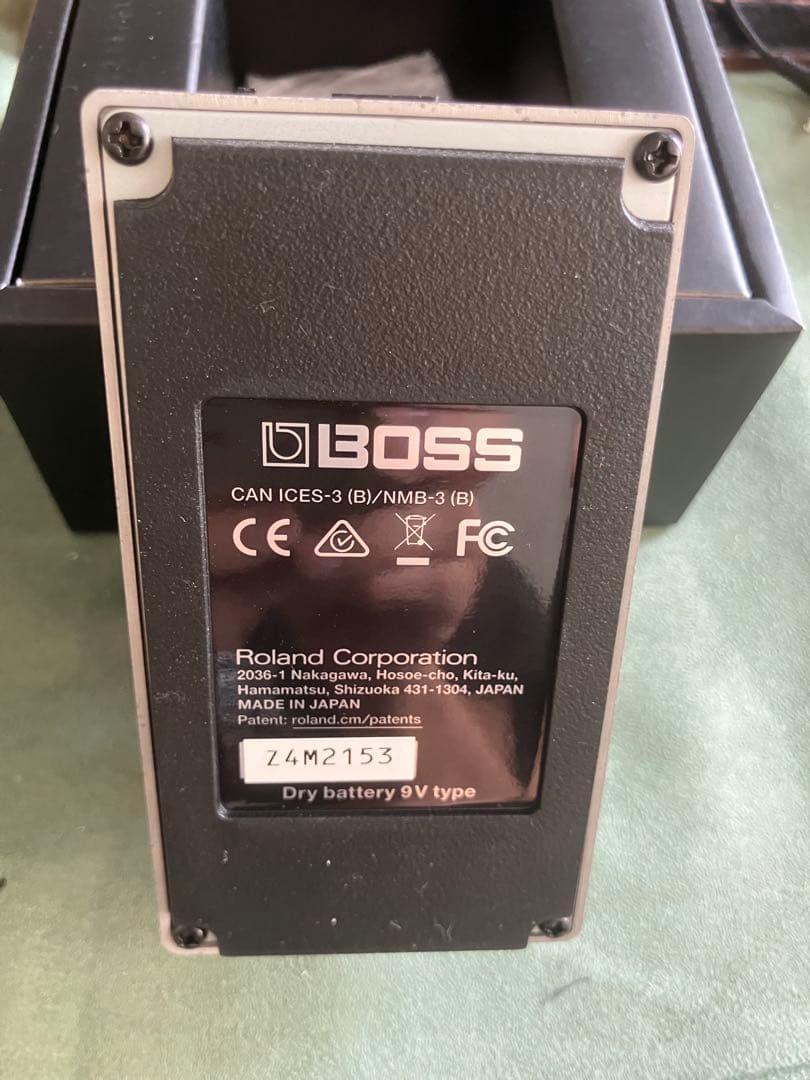 BOSS
CAN ICES-3 (B)/NMB-3 (B)
CE FC
Roland Corporation
2036-1 Nakagawa, Hosoe-cho, Kita-ku,
Hamamatsu, Shizuoka 431-1304, JAPAN
MADE IN JAPAN
Patent: roland.cm/patents
Z4M2153
Dry battery 9V type